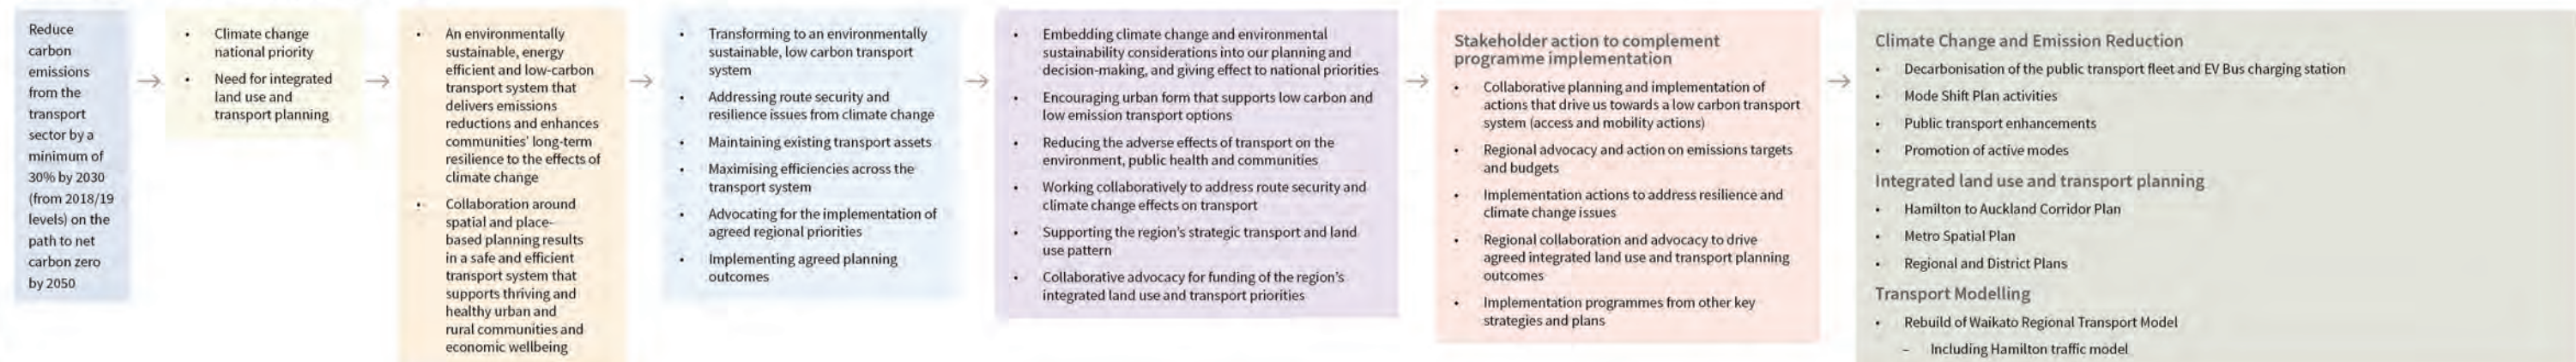 Reduce
carbon
emissions
from the
transport
sector by a
minimum of
30% by 2030
(from 2018/19
levels) on the
path to net
carbon zero
by 2050
• Climate change
national priority
• Need for integrated
land use and
transport planning
• An environmentally
sustainable, energy
efficient and low-carbon
transport system that
delivers emissions
reductions and enhances
communities' long-term
resilience to the effects of
climate change
• Collaboration around
spatial and place-
based planning results
in a safe and efficient
transport system that
supports thriving and
healthy urban and
rural communities and
economic wellbeing
• Transforming to an environmentally
sustainable, low carbon transport
system
• Addressing route security and
resilience issues from climate change
• Maintaining existing transport assets
• Maximising efficiencies across the
transport system
• Advocating for the implementation of
agreed regional priorities
• Implementing agreed planning
outcomes
• Embedding climate change and environmental
sustainability considerations into our planning and
decision-making, and giving effect to national priorities
• Encouraging urban form that supports low carbon and
low emission transport options
• Reducing the adverse effects of transport on the
environment, public health and communities
• Working collaboratively to address route security and
climate change effects on transport
• Supporting the region's strategic transport and land
use pattern
• Collaborative advocacy for funding of the region's
integrated land use and transport priorities
Stakeholder action to complement
programme implementation
• Collaborative planning and implementation of
actions that drive us towards a low carbon transport
system (access and mobility actions)
• Regional advocacy and action on emissions targets
and budgets
• Implementation actions to address resilience and
climate change issues
• Regional collaboration and advocacy to drive
agreed integrated land use and transport planning
outcomes
• Implementation programmes from other key
strategies and plans
Climate Change and Emission Reduction
• Decarbonisation of the public transport fleet and EV Bus charging station
• Mode Shift Plan activities
• Public transport enhancements
• Promotion of active modes
Integrated land use and transport planning
• Hamilton to Auckland Corridor Plan
• Metro Spatial Plan
• Regional and District Plans
Transport Modelling
• Rebuild of Waikato Regional Transport Model
– Including Hamilton traffic model